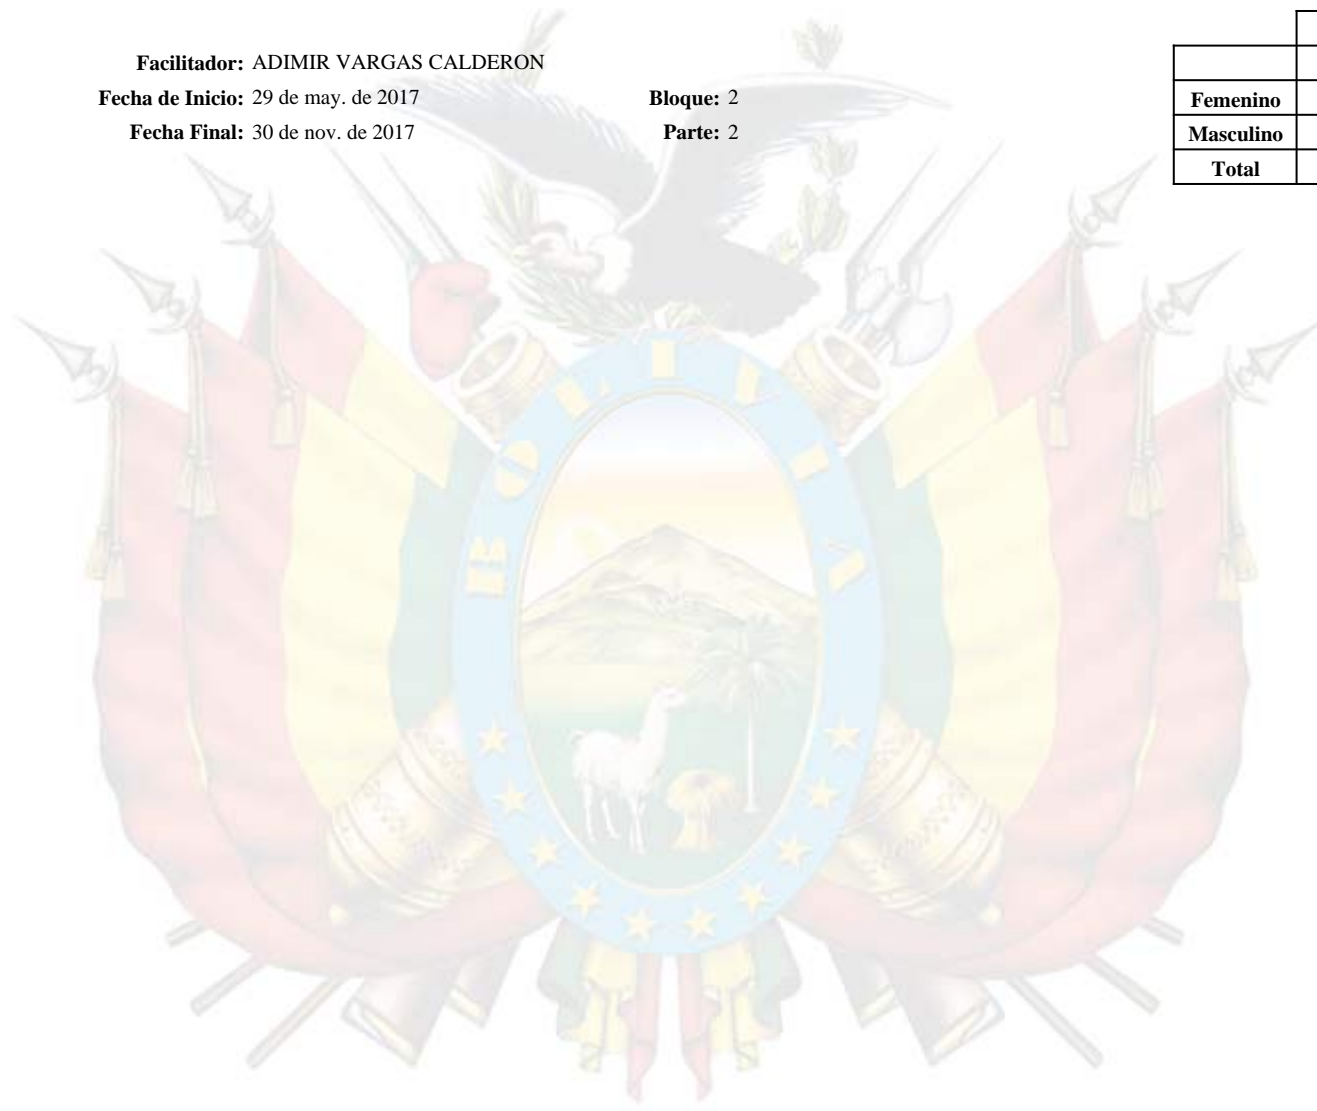 Facilitador: ADIMIR VARGAS CALDERON
Fecha de Inicio: 29 de may. de 2017 Bloque: 2
Fecha Final: 30 de nov. de 2017 Parte: 2
Femenino
Masculino
Total
BOLIVIA